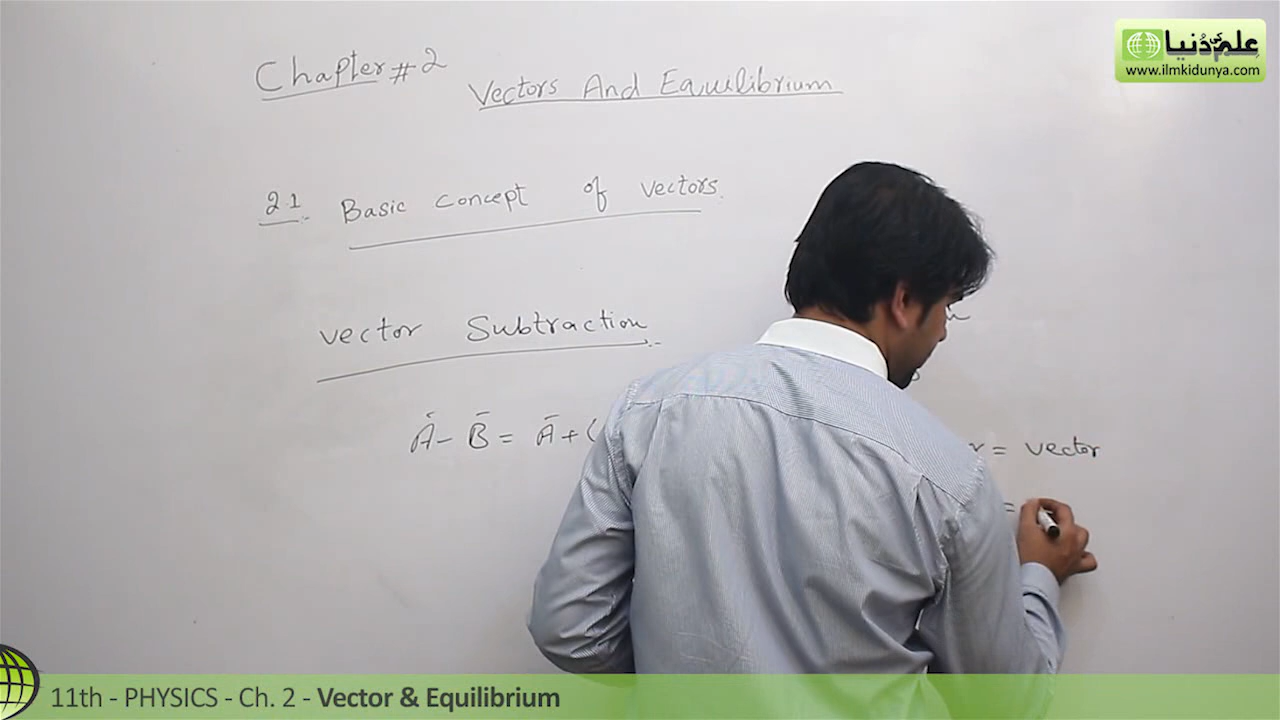 علم کی دُنیا
www.ilmkidunya.com
Chapter # 2
Vectors And Equilibrium
2.1 Basic concept of vectors.
Vector Subtraction
A̅ - B̅ = A̅ + (
= vector
=
11th - PHYSICS - Ch. 2 - Vector & Equilibrium